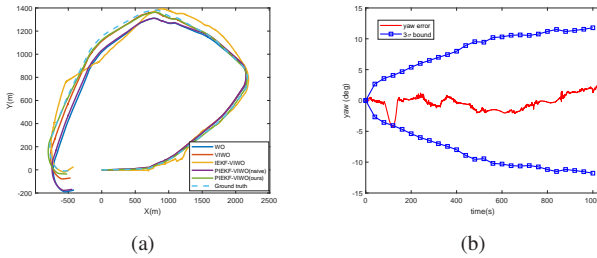 1400
1200
1000
800
600
400
200
0
-200
Y(m)
-1000 -500 0 500 1000 1500 2000 2500
X(m)
WO
VIWO
IEKF-VIWO
PIEKF-VIWO(naive)
PIEKF-VIWO(ours)
Ground truth
(a)
15
10
5
0
-5
-10
-15
yaw (deg)
0 200 400 600 800 1000
time(s)
yaw error
3σ bound
(b)